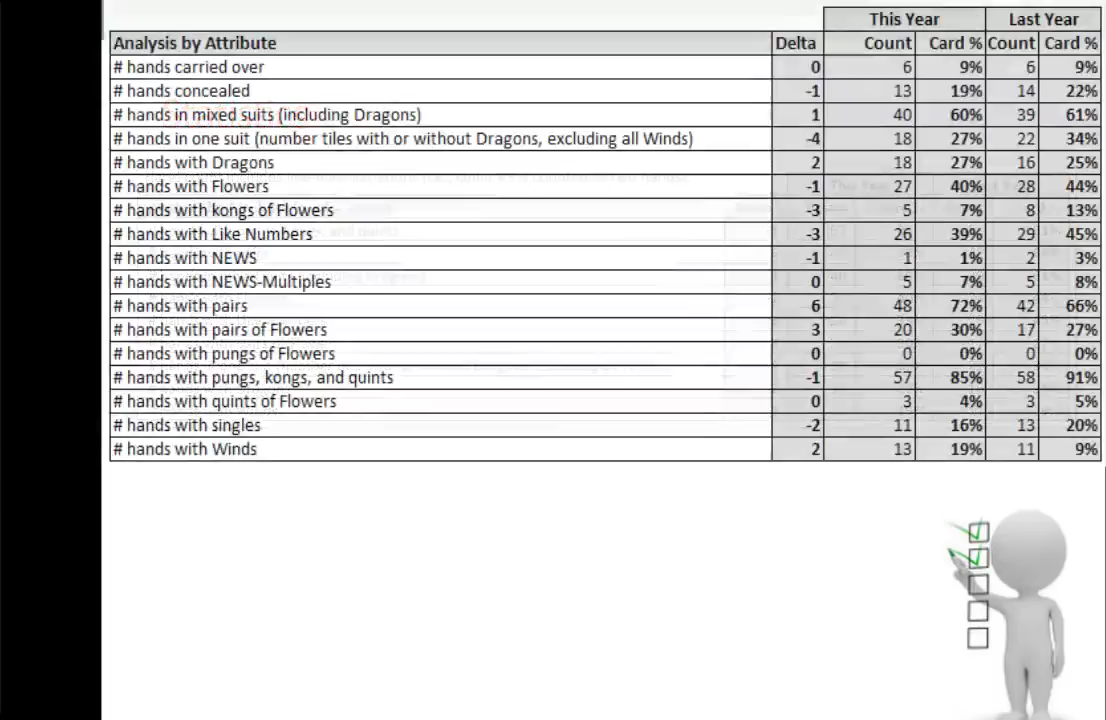 This Year Last Year
Analysis by Attribute Delta Count Card % Count Card %
# hands carried over 0 6 9% 6 9%
# hands concealed -1 13 19% 14 22%
# hands in mixed suits (including Dragons) 1 40 60% 39 61%
# hands in one suit (number tiles with or without Dragons, excluding all Winds) -4 18 27% 22 34%
# hands with Dragons 2 18 27% 16 25%
# hands with Flowers -1 27 40% 28 44%
# hands with kongs of Flowers -3 5 7% 8 13%
# hands with Like Numbers -3 26 39% 29 45%
# hands with NEWS -1 1 1% 2 3%
# hands with NEWS-Multiples 0 5 7% 5 8%
# hands with pairs 6 48 72% 42 66%
# hands with pairs of Flowers 3 20 30% 17 27%
# hands with pungs of Flowers 0 0 0% 0 0%
# hands with pungs, kongs, and quints -1 57 85% 58 91%
# hands with quints of Flowers 0 3 4% 3 5%
# hands with singles -2 11 16% 13 20%
# hands with Winds 2 13 19% 11 9%